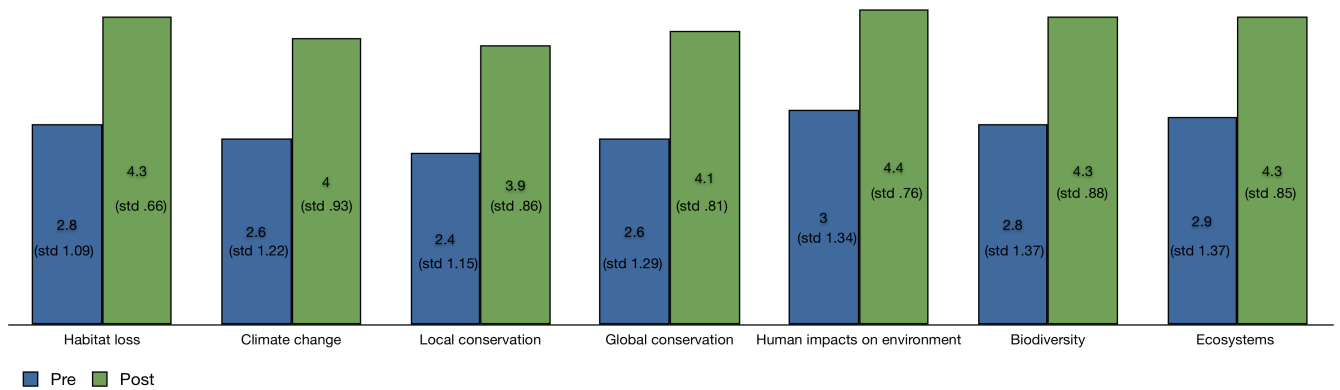 2.8
(std 1.09)
4.3
(std .66)
2.6
(std 1.22)
4
(std .93)
2.4
(std 1.15)
3.9
(std .86)
2.6
(std 1.29)
4.1
(std .81)
3
(std 1.34)
4.4
(std .76)
2.8
(std 1.37)
4.3
(std .88)
2.9
(std 1.37)
4.3
(std .85)
Habitat loss
Climate change
Local conservation
Global conservation
Human impacts on environment
Biodiversity
Ecosystems
Pre
Post